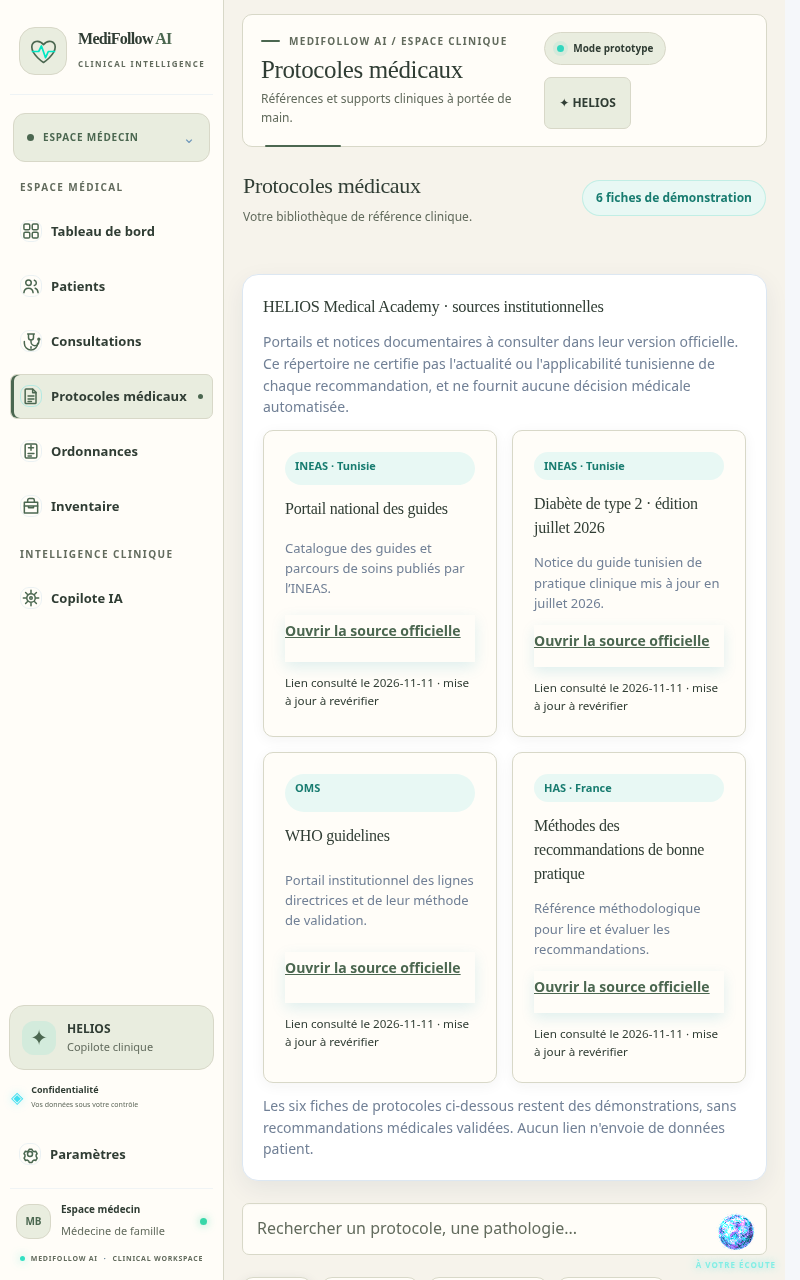 MediFollow AI
CLINICAL INTELLIGENCE
ESPACE MÉDECIN
ESPACE MÉDICAL
Tableau de bord
Patients
Consultations
Protocoles médicaux
Ordonnances
Inventaire
INTELLIGENCE CLINIQUE
Copilote IA
HELIOS
Copilote clinique
Confidentialité
Vos données sous votre contrôle
Paramètres
MB
Espace médecin
Médecine de famille
MEDIFOLLOW AI · CLINICAL WORKSPACE
MEDIFOLLOW AI / ESPACE CLINIQUE
Protocoles médicaux
Références et supports cliniques à portée de
main.
Mode prototype
✦ HELIOS
Protocoles médicaux
Votre bibliothèque de référence clinique.
6 fiches de démonstration
HELIOS Medical Academy · sources institutionnelles
Portails et notices documentaires à consulter dans leur version officielle.
Ce répertoire ne certifie pas l'actualité ou l'applicabilité tunisienne de
chaque recommandation, et ne fournit aucune décision médicale
automatisée.
INEAS · Tunisie
Portail national des guides
Catalogue des guides et
parcours de soins publiés par
l'INEAS.
Ouvrir la source officielle
Lien consulté le 2026-11-11 · mise
à jour à revérifier
INEAS · Tunisie
Diabète de type 2 · édition
juillet 2026
Notice du guide tunisien de
pratique clinique mis à jour en
juillet 2026.
Ouvrir la source officielle
Lien consulté le 2026-11-11 · mise
à jour à revérifier
OMS
WHO guidelines
Portail institutionnel des lignes
directrices et de leur méthode
de validation.
Ouvrir la source officielle
Lien consulté le 2026-11-11 · mise
à jour à revérifier
HAS · France
Méthodes des
recommandations de bonne
pratique
Référence méthodologique
pour lire et évaluer les
recommandations.
Ouvrir la source officielle
Lien consulté le 2026-11-11 · mise
à jour à revérifier
Les six fiches de protocoles ci-dessous restent des démonstrations, sans
recommandations médicales validées. Aucun lien n'envoie de données
patient.
Rechercher un protocole, une pathologie...
À VOTRE ÉCOUTE